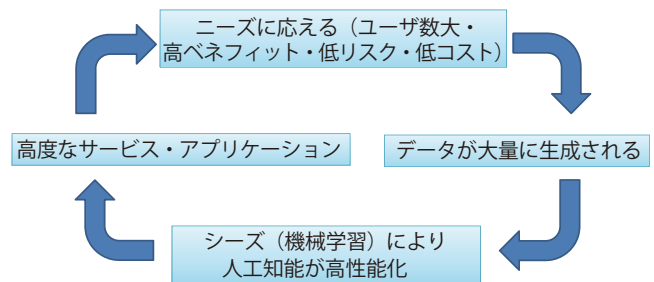 ニーズに応える（ユーザ数大・
高ベネフィット・低リスク・低コスト）
高度なサービス・アプリケーション
データが大量に生成される
シーズ（機械学習）により
人工知能が高性能化